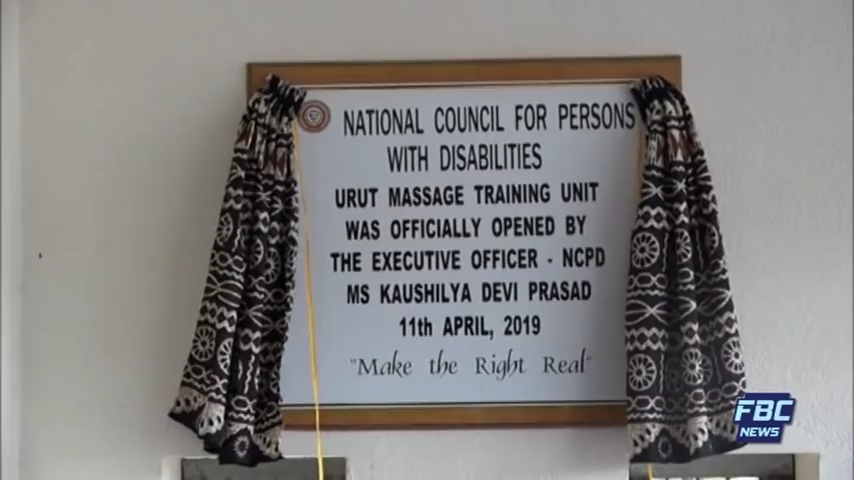 NATIONAL COUNCIL FOR PERSONS
WITH DISABILITIES
URUT MASSAGE TRAINING UNIT
WAS OFFICIALLY OPENED BY
THE EXECUTIVE OFFICER - NCPD
MS KAUSHILYA DEVI PRASAD
11th APRIL, 2019
"Make the Right Real"
FBC
NEWS